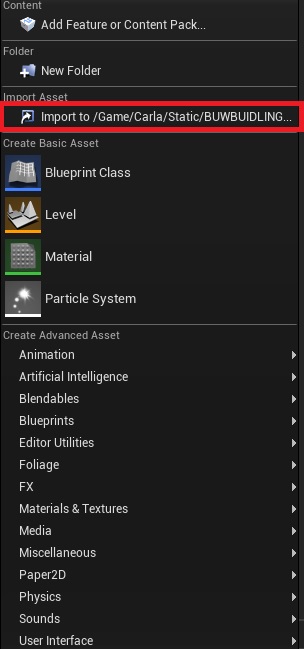 Content
Add Feature or Content Pack...
Folder
New Folder
Import Asset
Import to /Game/Carla/Static/BUWBUIDLING...
Create Basic Asset
Blueprint Class
Level
Material
Particle System
Create Advanced Asset
Animation
Artificial Intelligence
Blendables
Blueprints
Editor Utilities
Foliage
FX
Materials & Textures
Media
Miscellaneous
Paper2D
Physics
Sounds
User Interface